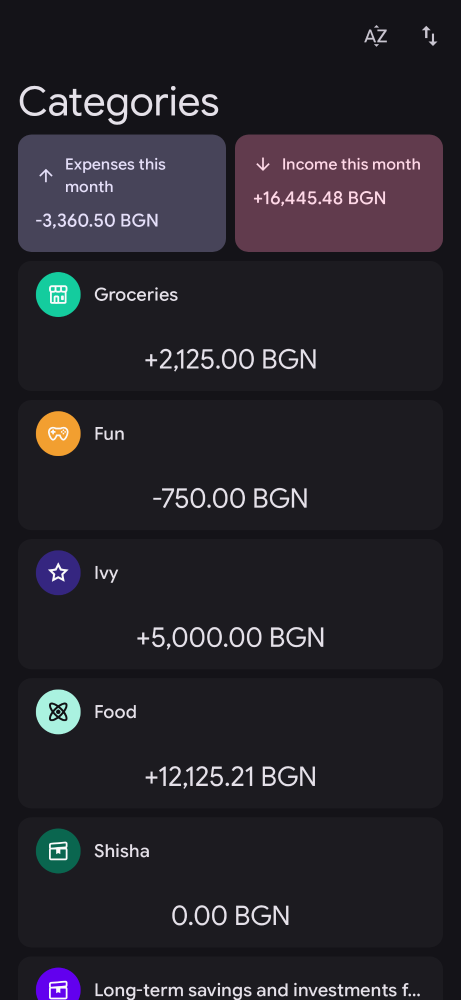 AZ
Categories
Expenses this
month
-3,360.50 BGN
Income this month
+16,445.48 BGN
Groceries
+2,125.00 BGN
Fun
-750.00 BGN
Ivy
+5,000.00 BGN
Food
+12,125.21 BGN
Shisha
0.00 BGN
Long-term savings and investments f...